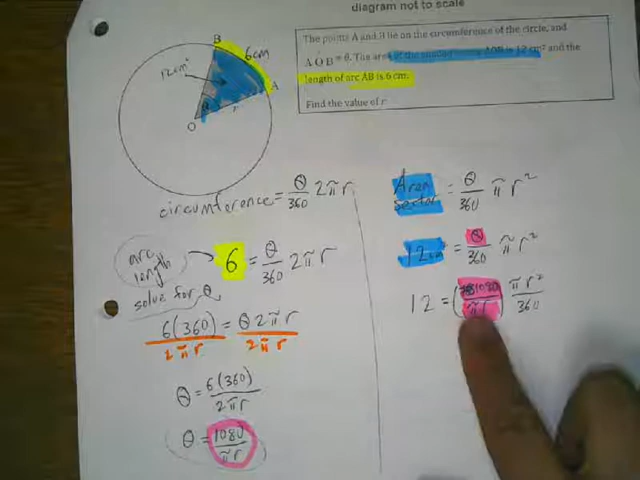 diagram not to scale
The points A and B lie on the circumference of the circle, and
AÔB = θ. The area of the shaded sector AOB is 12 cm² and the
length of arc AB is 6 cm.
Find the value of r
B
6cm
12cm²
A
r
O
circumference = θ/360 2πr
arc length → 6 = θ/360 2πr
solve for θ
6(360)/2πr = θ2πr/2πr
θ = 6(360)/2πr
θ = 1080/πr
Area sector = θ/360 πr²
12cm² = θ/360 πr²
12 = (1080/πr) πr²/360